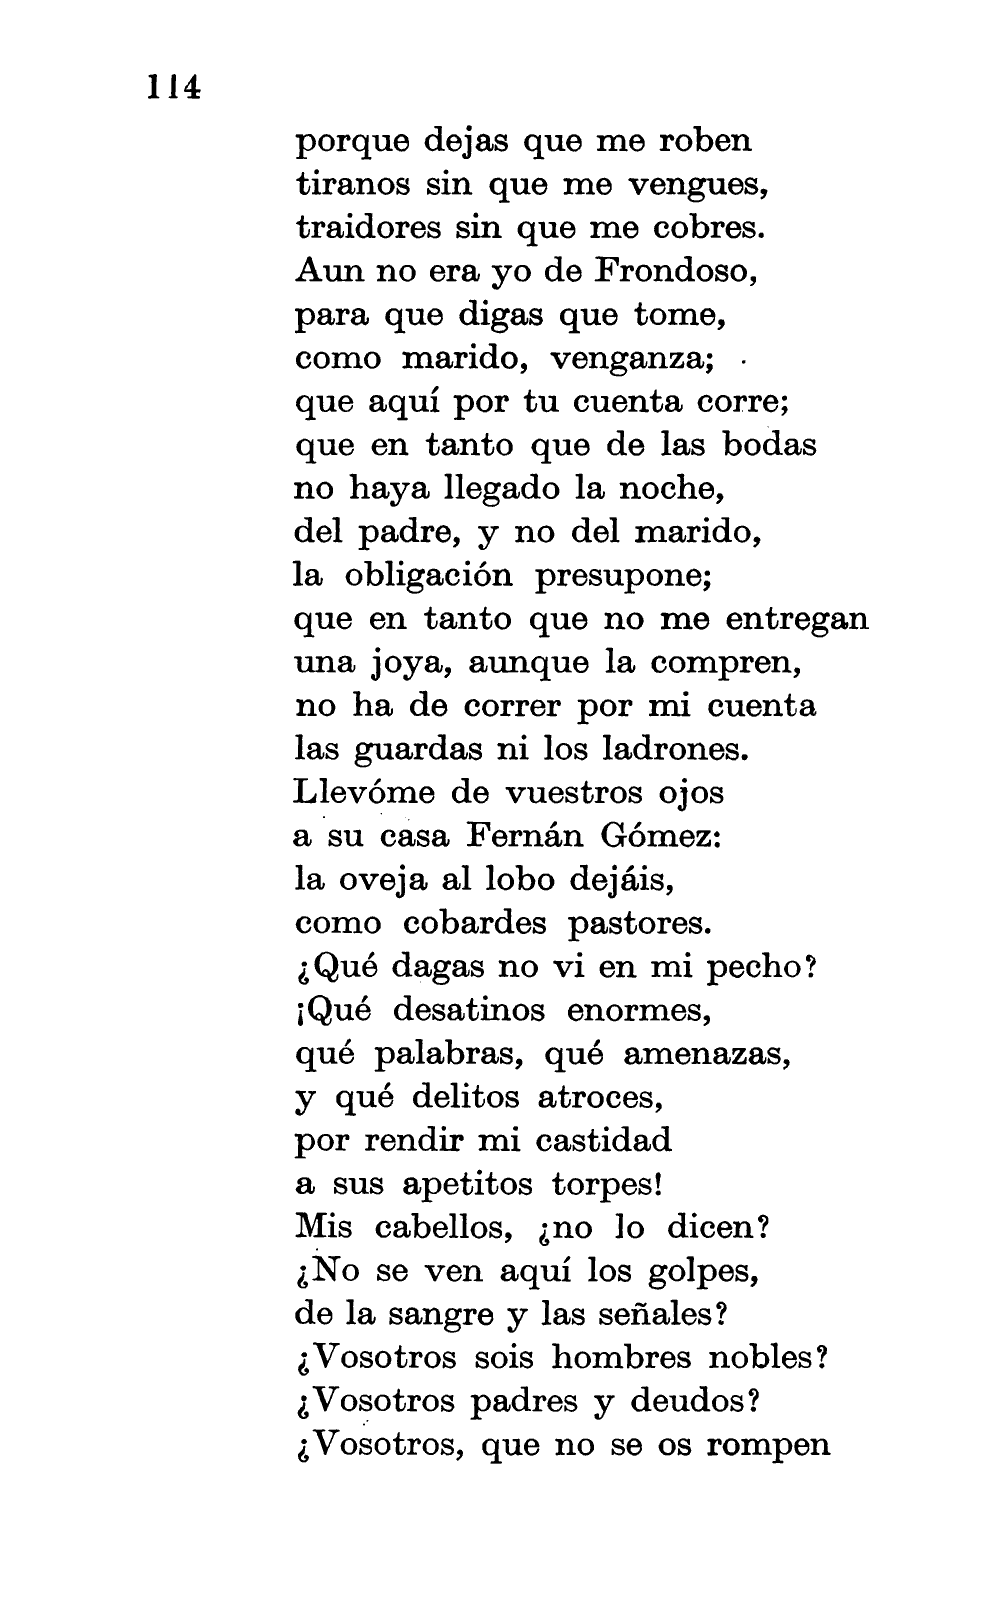 114
porque dejas que me roben
tiranos sin que me vengues,
traidores sin que me cobres.
Aun no era yo de Frondoso,
para que digas que tome,
como marido, venganza;
que aquí por tu cuenta corre;
que en tanto que de las bodas
no haya llegado la noche,
del padre, y no del marido,
la obligación presupone;
que en tanto que no me entregan
una joya, aunque la compren,
no ha de correr por mi cuenta
las guardas ni los ladrones.
Llevóme de vuestros ojos
a su casa Fernán Gómez:
la oveja al lobo dejáis,
como cobardes pastores.
¿Qué dagas no vi en mi pecho?
¡Qué desatinos enormes,
qué palabras, qué amenazas,
y qué delitos atroces,
por rendir mi castidad
a sus apetitos torpes!
Mis cabellos, ¿no lo dicen?
¿No se ven aquí los golpes,
de la sangre y las señales?
¿Vosotros sois hombres nobles?
¿Vosotros padres y deudos?
¿Vosotros, que no se os rompen